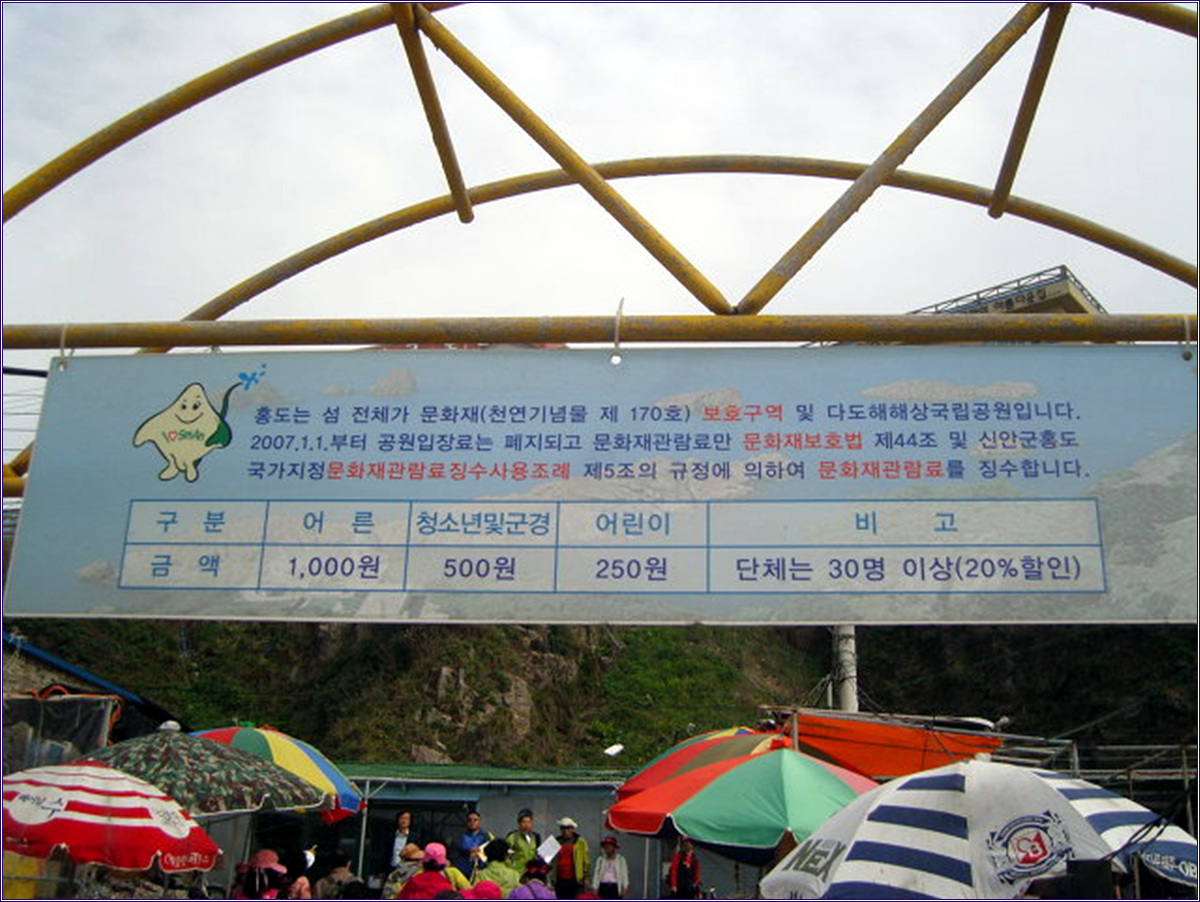 홍도는 섬 전체가 문화재(천연기념물 제 170호) 보호구역 및 다도해해상국립공원입니다.
2007.1.1.부터 공원입장료는 폐지되고 문화재관람료만 문화재보호법 제44조 및 신안군홍도
국가지정문화재관람료징수사용조례 제5조의 규정에 의하여 문화재관람료를 징수합니다.
구 분 어 른 청소년및군경 어린이 비 고
금 액 1,000원 500원 250원 단체는 30명 이상(20%할인)
NEX